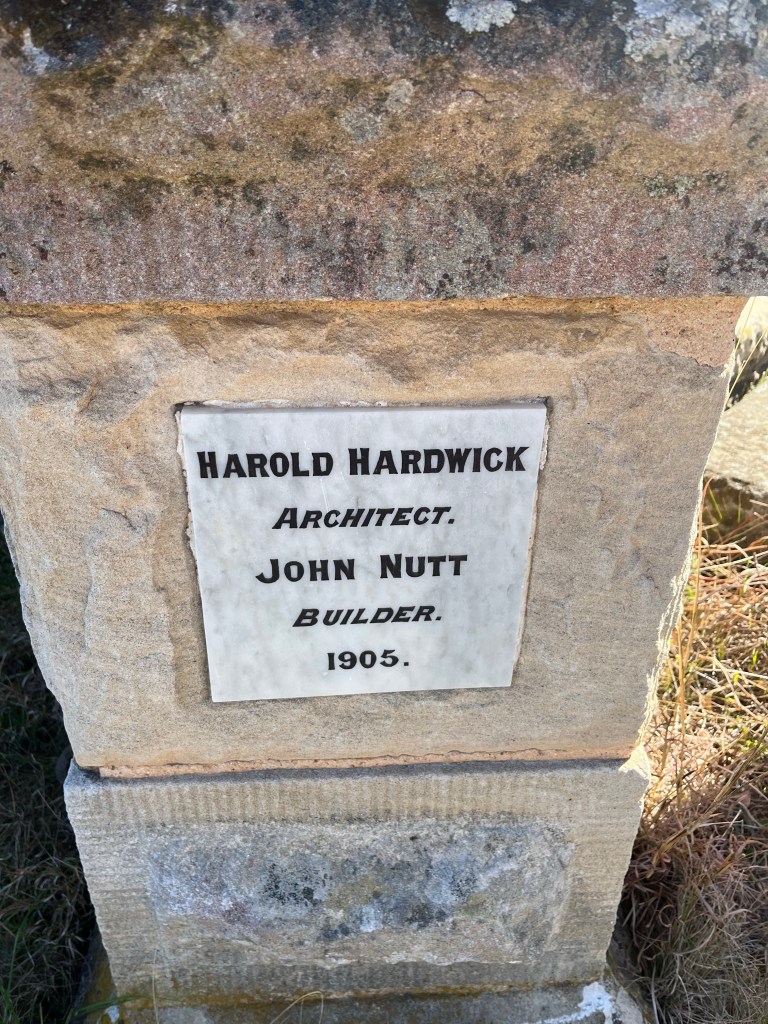 HAROLD HARDWICK
ARCHITECT.
JOHN NUTT
BUILDER.
1905.